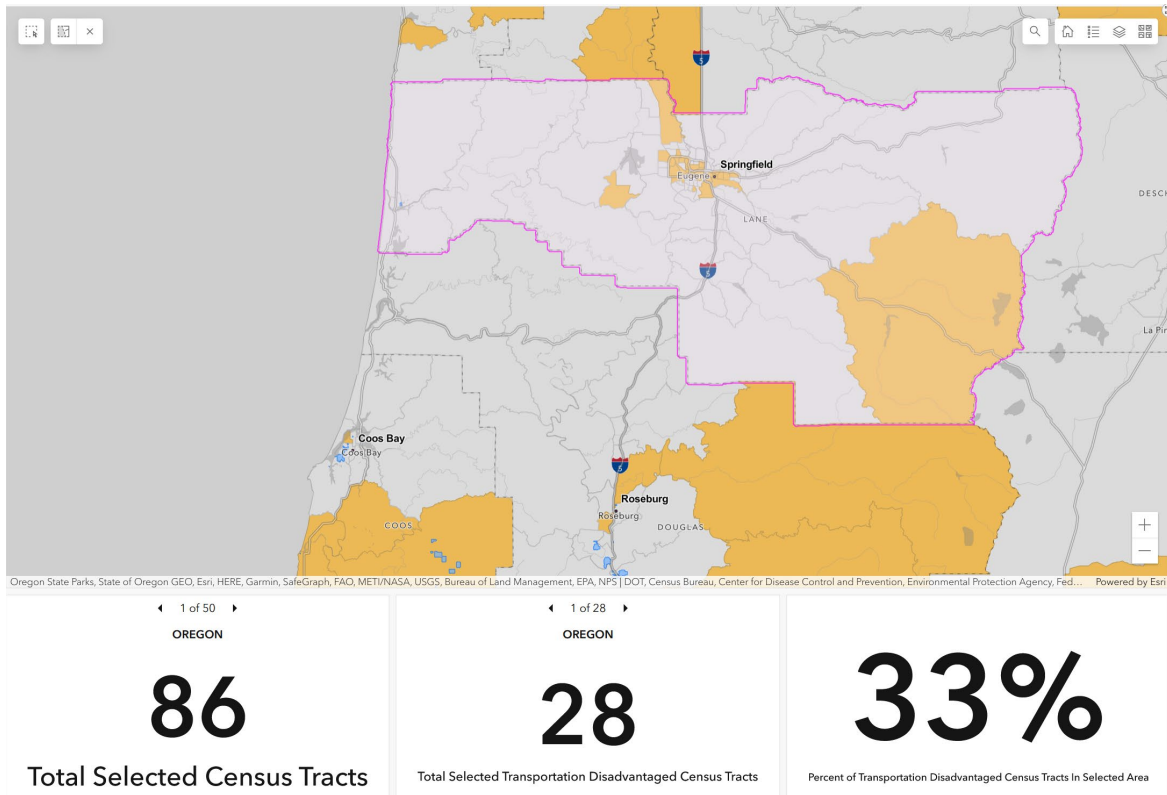 5
Springfield
Eugene
LANE
DESCH
5
La Pin
Coos Bay
Coos Bay
5
Roseburg
Roseburg
DOUGLAS
COOS
Oregon State Parks, State of Oregon GEO, Esri, HERE, Garmin, SafeGraph, FAO, METI/NASA, USGS, Bureau of Land Management, EPA, NPS | DOT, Census Bureau, Center for Disease Control and Prevention, Environmental Protection Agency, Fed... Powered by Esri
1 of 50
OREGON
86
Total Selected Census Tracts
1 of 28
OREGON
28
Total Selected Transportation Disadvantaged Census Tracts
33%
Percent of Transportation Disadvantaged Census Tracts In Selected Area